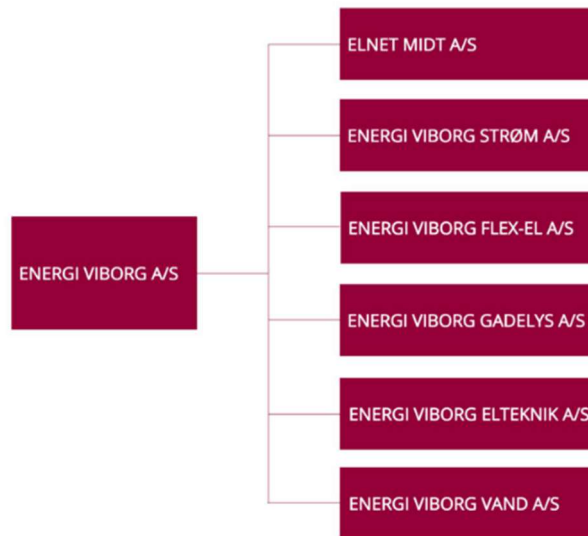 ELNET MIDT A/S
ENERGI VIBORG STRØM A/S
ENERGI VIBORG FLEX-EL A/S
ENERGI VIBORG A/S
ENERGI VIBORG GADELYS A/S
ENERGI VIBORG ELTEKNIK A/S
ENERGI VIBORG VAND A/S